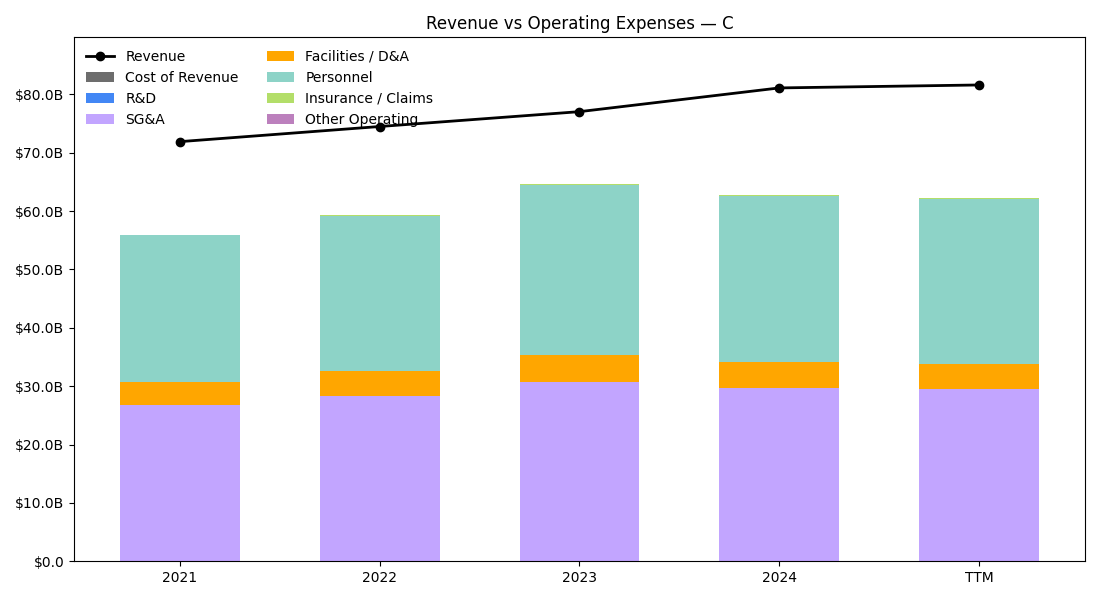 Revenue vs Operating Expenses — C
Revenue
Cost of Revenue
R&D
SG&A
Facilities / D&A
Personnel
Insurance / Claims
Other Operating
$80.0B
$70.0B
$60.0B
$50.0B
$40.0B
$30.0B
$20.0B
$10.0B
$0.0
2021 2022 2023 2024 TTM